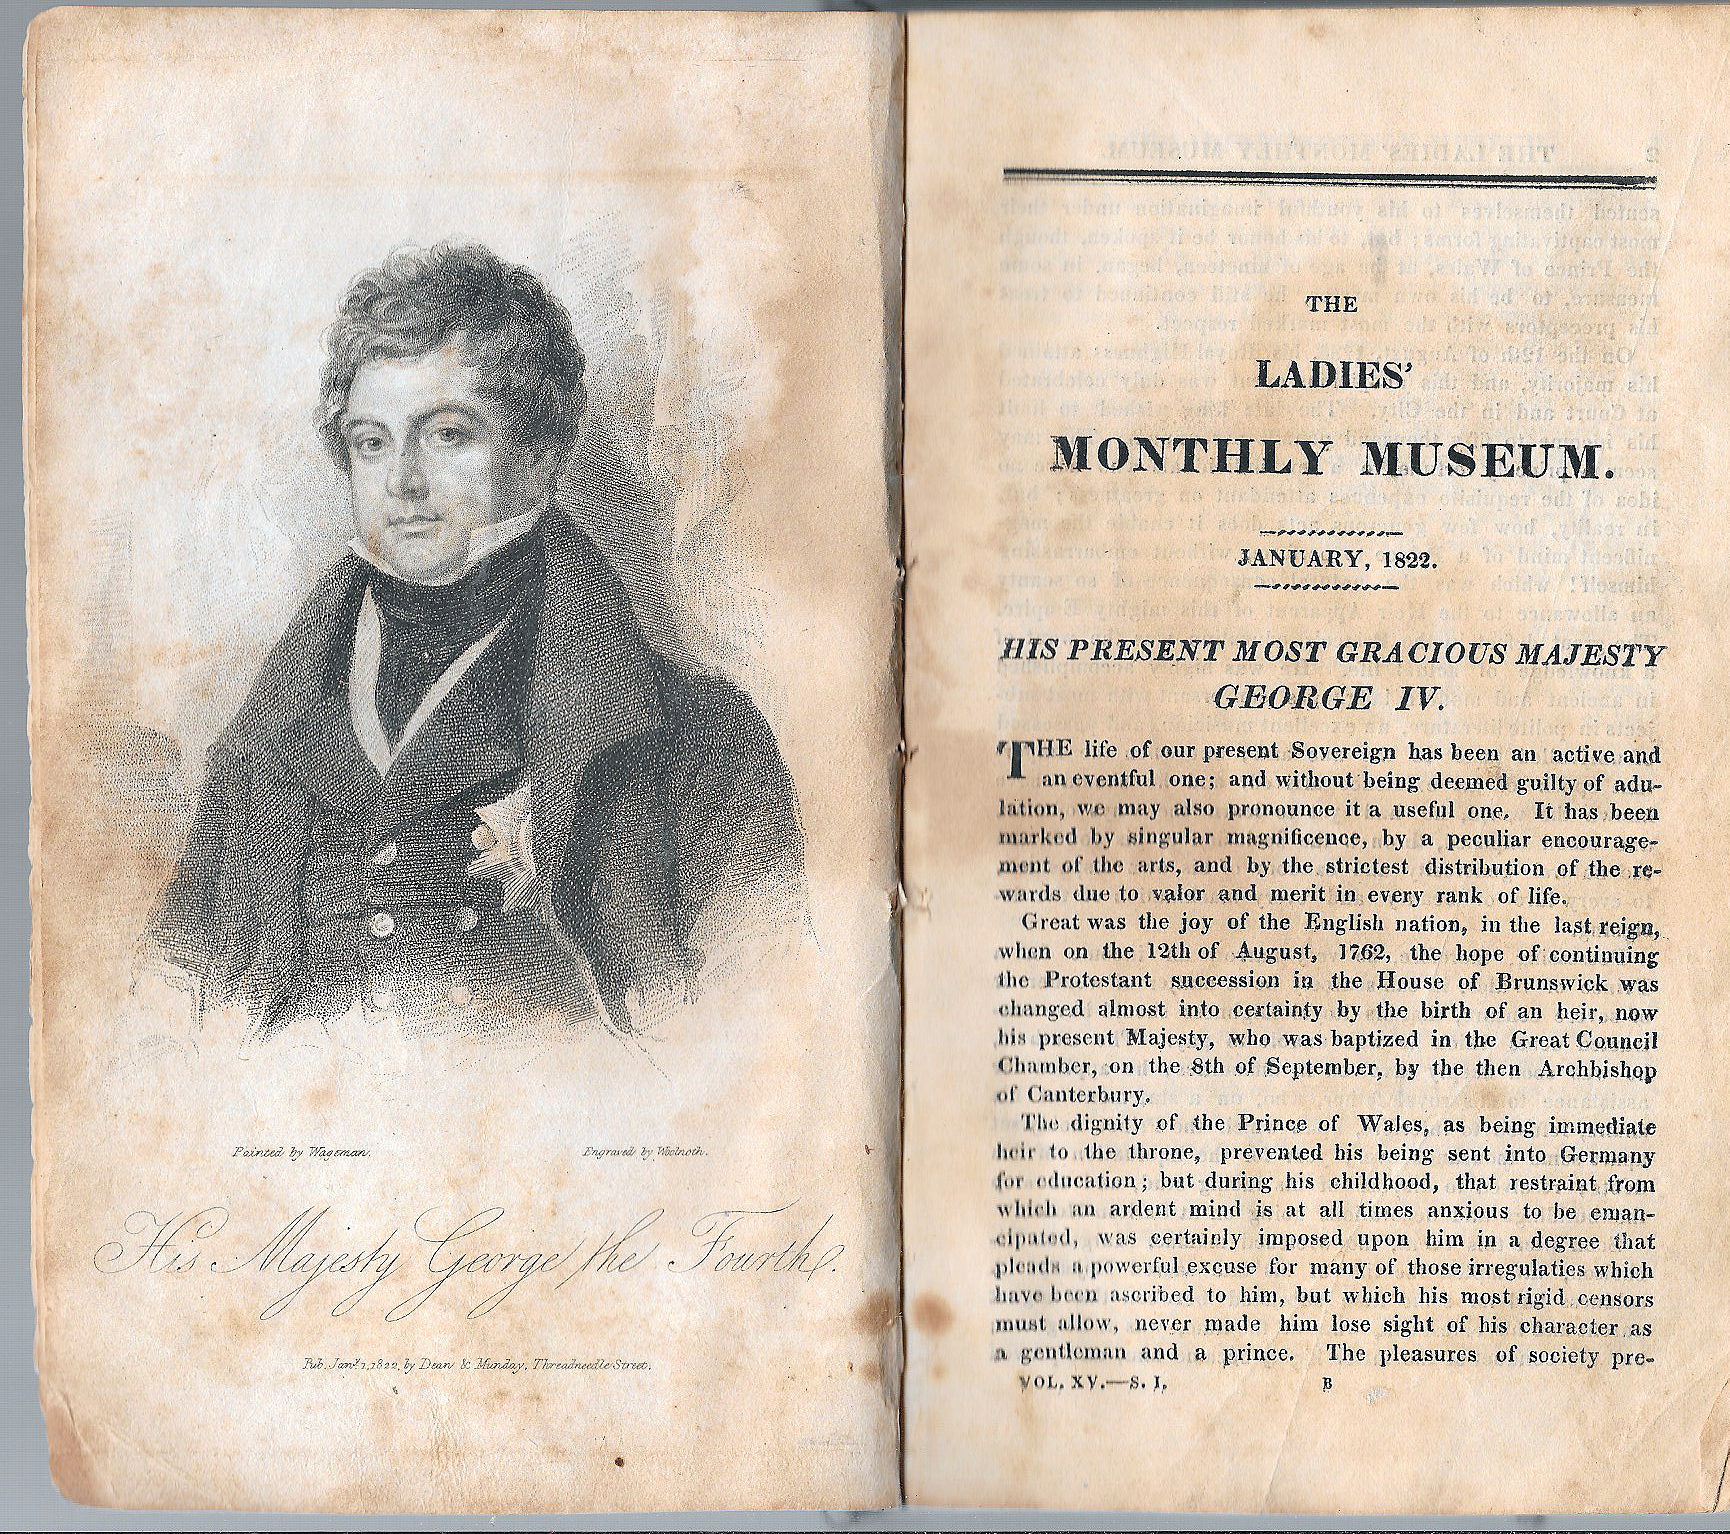 Painted by Wageman.
Engraved by Woolnoth.
His Majesty George the Fourth.
Pub. Jany. 1, 1822, by Dean & Munday, Threadneedle Street.
THE
LADIES'
MONTHLY MUSEUM.
JANUARY, 1822.
HIS PRESENT MOST GRACIOUS MAJESTY
GEORGE IV.
THE life of our present Sovereign has been an active and
an eventful one; and without being deemed guilty of adu-
lation, we may also pronounce it a useful one. It has been
marked by singular magnificence, by a peculiar encourage-
ment of the arts, and by the strictest distribution of the re-
wards due to valor and merit in every rank of life.
Great was the joy of the English nation, in the last reign,
when on the 12th of August, 1762, the hope of continuing
the Protestant succession in the House of Brunswick was
changed almost into certainty by the birth of an heir, now
his present Majesty, who was baptized in the Great Council
Chamber, on the 8th of September, by the then Archbishop
of Canterbury.
The dignity of the Prince of Wales, as being immediate
heir to the throne, prevented his being sent into Germany
for education; but during his childhood, that restraint from
which an ardent mind is at all times anxious to be eman-
cipated, was certainly imposed upon him in a degree that
pleads a powerful excuse for many of those irregulaties which
have been ascribed to him, but which his most rigid censors
must allow, never made him lose sight of his character as
a gentleman and a prince. The pleasures of society pre-
VOL. XV.—S. I. B